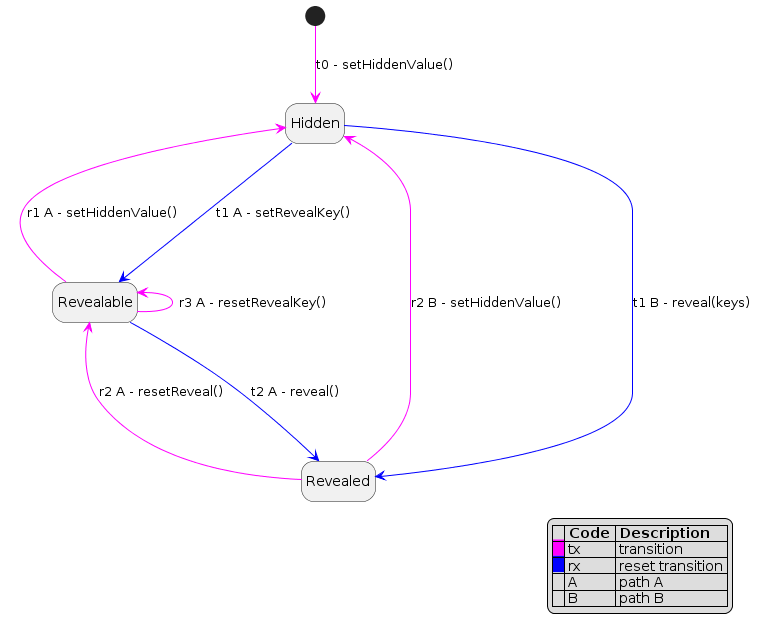 t0 - setHiddenValue()
Hidden
r1 A - setHiddenValue()
t1 A - setRevealKey()
Revealable
r3 A - resetRevealKey()
r2 B - setHiddenValue()
t1 B - reveal(keys)
r2 A - resetReveal()
t2 A - reveal()
Revealed
Code Description
tx transition
rx reset transition
A path A
B path B